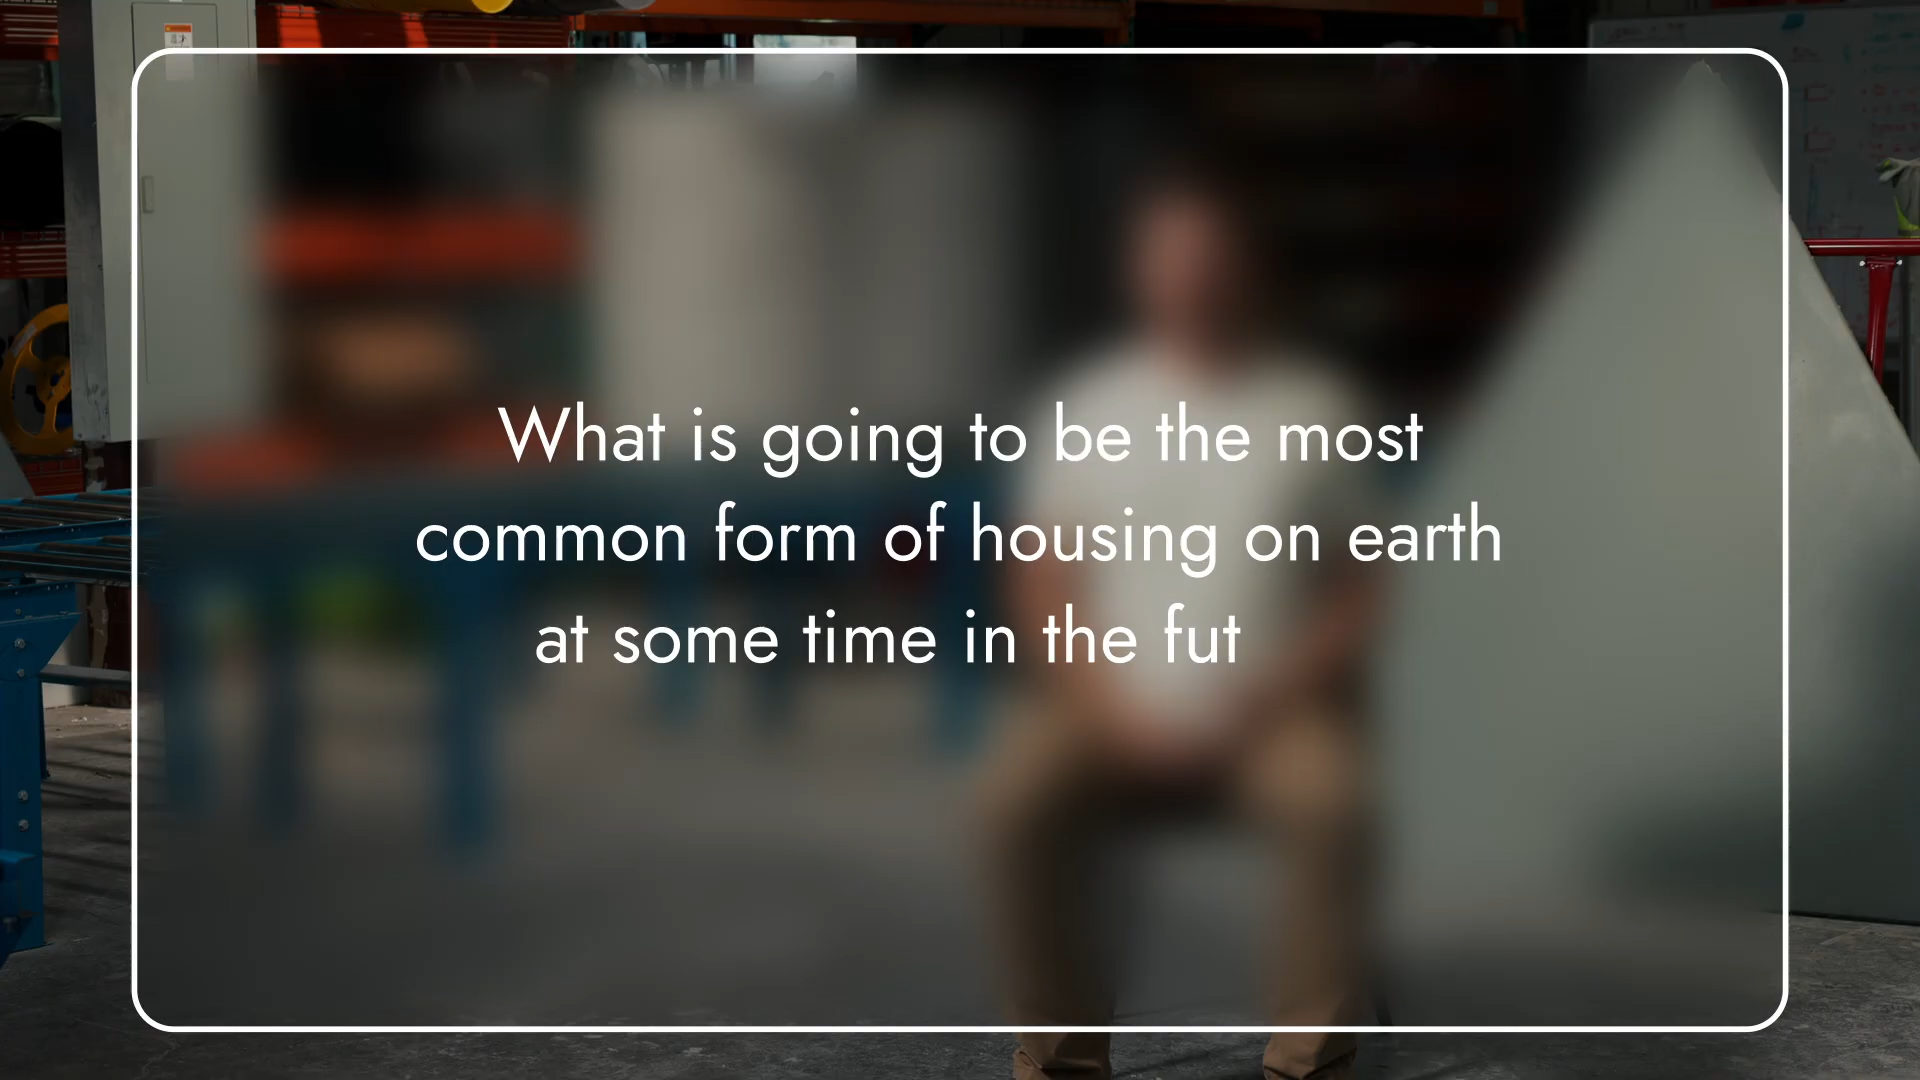 What is going to be the most
common form of housing on earth
at some time in the fut